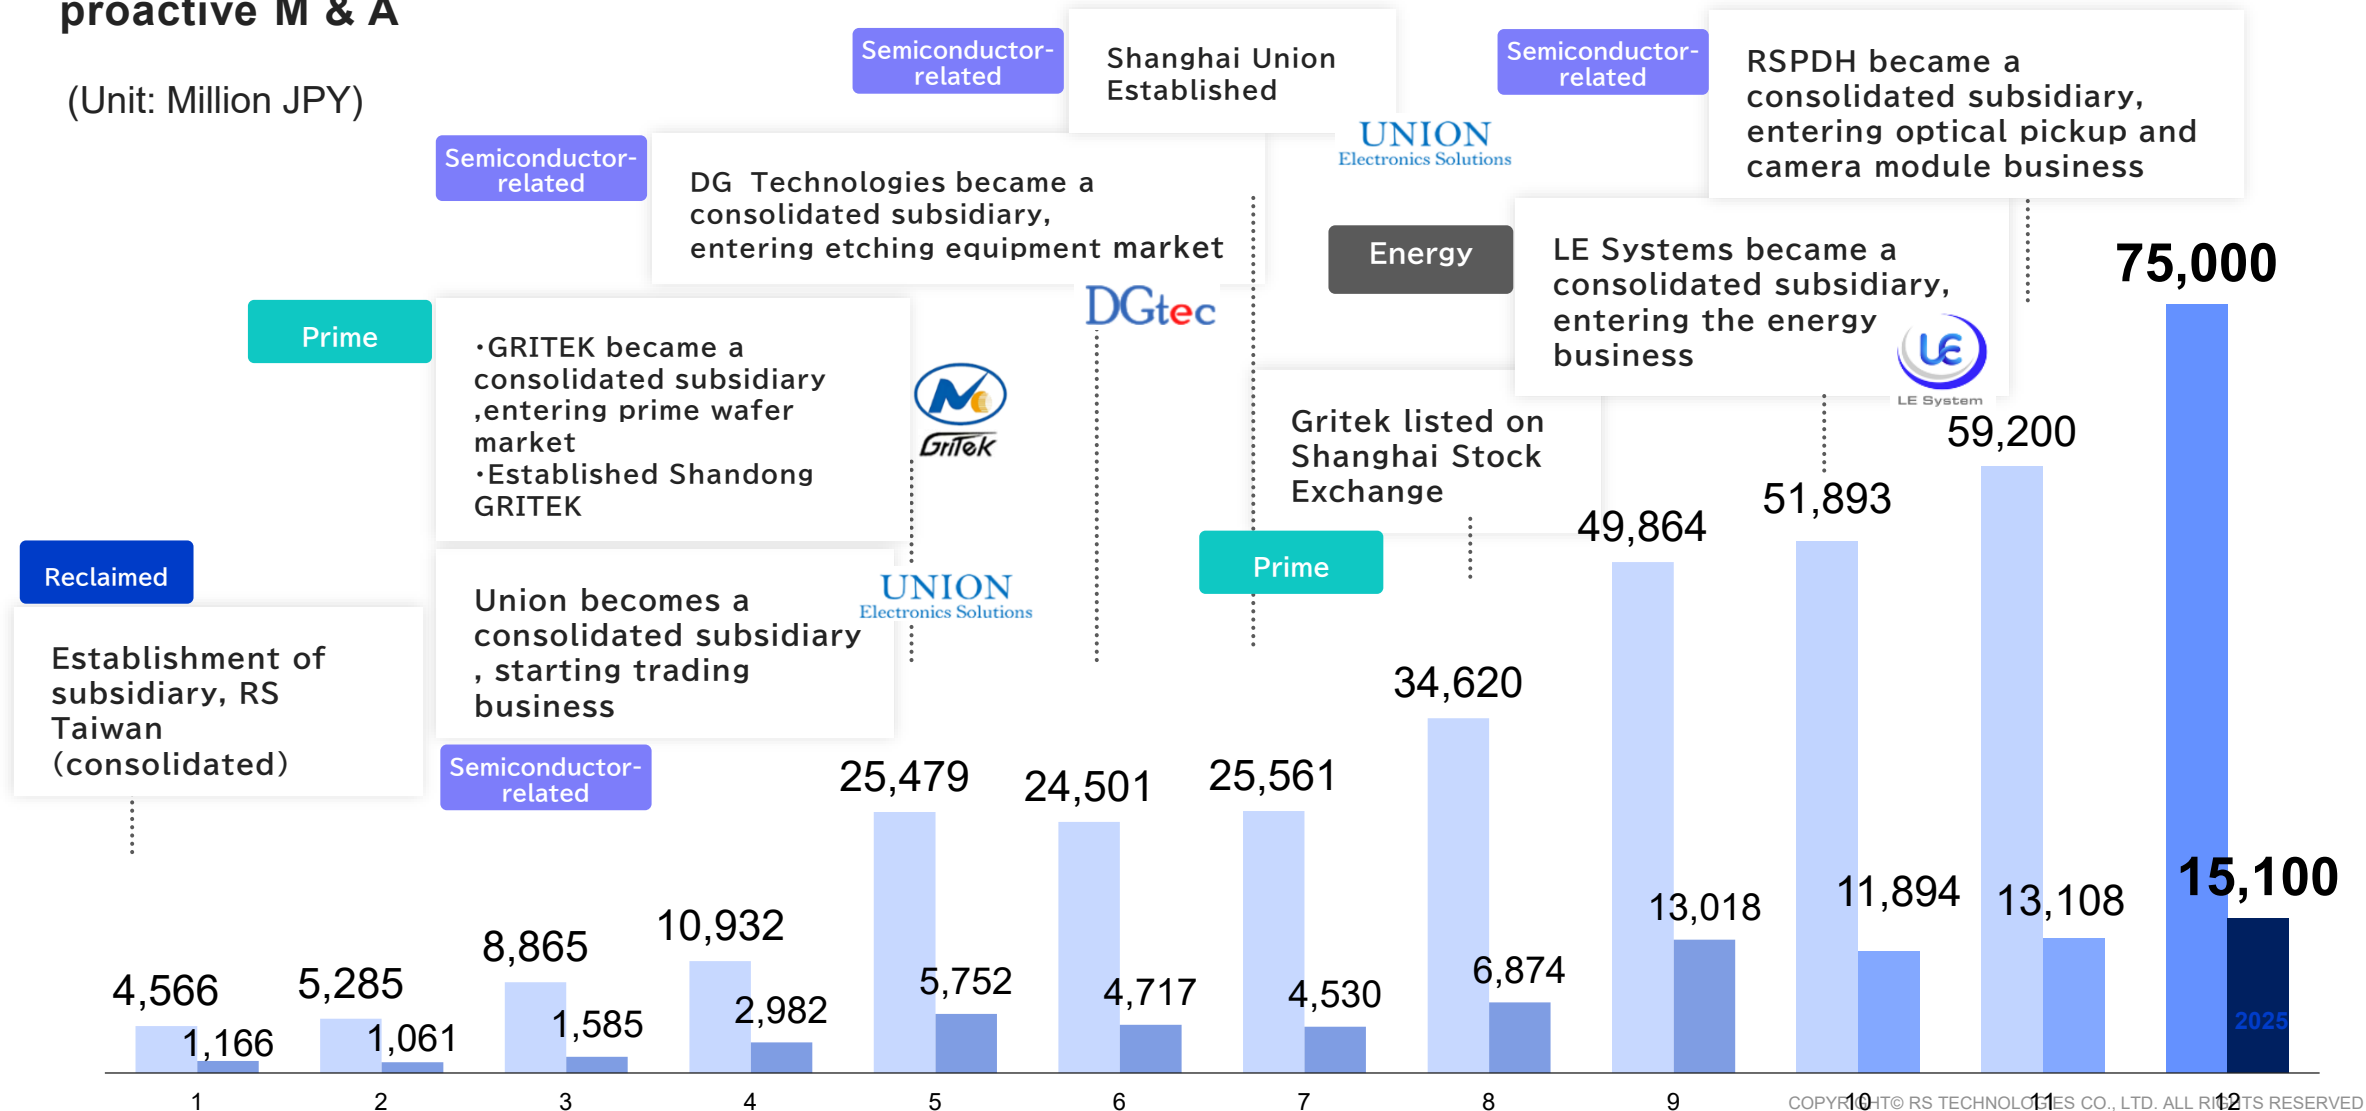 proactive M & A
(Unit: Million JPY)
Semiconductor-
related
Shanghai Union
Established
UNION
Electronics Solutions
Semiconductor-
related
RSPDH became a
consolidated subsidiary,
entering optical pickup and
camera module business
Semiconductor-
related
DG Technologies became a
consolidated subsidiary,
entering etching equipment market
DGtec
Energy
LE Systems became a
consolidated subsidiary,
entering the energy
business
LE
LE System
Prime
・GRITEK became a
consolidated subsidiary
,entering prime wafer
market
・Established Shandong
GRITEK
GriTek
Gritek listed on
Shanghai Stock
Exchange
Prime
Reclaimed
Establishment of
subsidiary, RS
Taiwan
(consolidated)
Union becomes a
consolidated subsidiary
, starting trading
business
UNION
Electronics Solutions
Semiconductor-
related
4,566
1,166
5,285
1,061
8,865
1,585
10,932
2,982
25,479
5,752
24,501
4,717
25,561
4,530
34,620
6,874
49,864
13,018
51,893
11,894
59,200
13,108
75,000
15,100
2025
1 2 3 4 5 6 7 8 9 10 11 12
COPYRIGHT© RS TECHNOLOGIES CO., LTD. ALL RIGHTS RESERVED